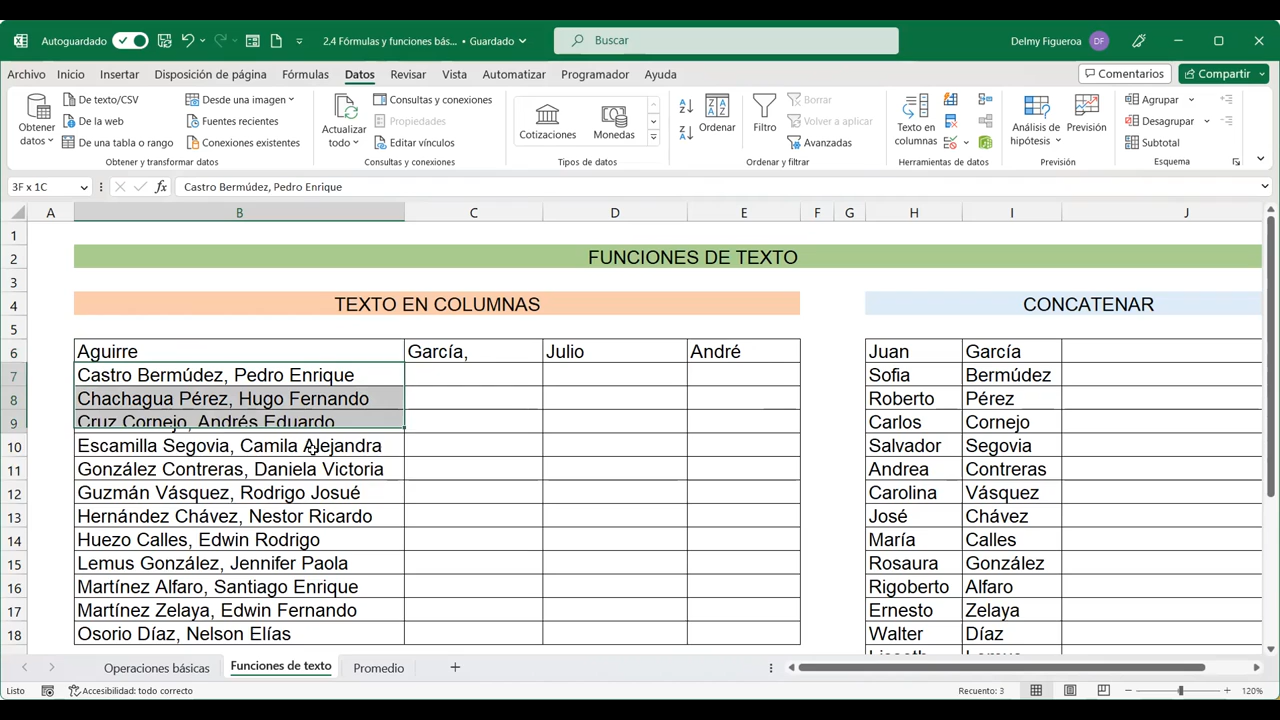 Autoguardado
2.4 Fórmulas y funciones bás... • Guardado
Buscar
Delmy Figueroa DF
Archivo Inicio Insertar Disposición de página Fórmulas Datos Revisar Vista Automatizar Programador Ayuda Comentarios Compartir
Obtener datos
De texto/CSV
De la web
De una tabla o rango
Desde una imagen
Fuentes recientes
Conexiones existentes
Obtener y transformar datos
Actualizar todo
Consultas y conexiones
Propiedades
Editar vínculos
Consultas y conexiones
Cotizaciones
Monedas
Tipos de datos
Ordenar
Filtro
Borrar
Volver a aplicar
Avanzadas
Ordenar y filtrar
Texto en columnas
Herramientas de datos
Análisis de hipótesis
Previsión
Previsión
Agrupar
Desagrupar
Subtotal
Esquema
3F x 1C fx Castro Bermúdez, Pedro Enrique
A B C D E F G H I J
1
2 FUNCIONES DE TEXTO
3
4 TEXTO EN COLUMNAS CONCATENAR
5
6 Aguirre García, Julio André Juan García
7 Castro Bermúdez, Pedro Enrique Sofia Bermúdez
8 Chachagua Pérez, Hugo Fernando Roberto Pérez
9 Cruz Cornejo, Andrés Eduardo Carlos Cornejo
10 Escamilla Segovia, Camila Alejandra Salvador Segovia
11 González Contreras, Daniela Victoria Andrea Contreras
12 Guzmán Vásquez, Rodrigo Josué Carolina Vásquez
13 Hernández Chávez, Nestor Ricardo José Chávez
14 Huezo Calles, Edwin Rodrigo María Calles
15 Lemus González, Jennifer Paola Rosaura González
16 Martínez Alfaro, Santiago Enrique Rigoberto Alfaro
17 Martínez Zelaya, Edwin Fernando Ernesto Zelaya
18 Osorio Díaz, Nelson Elías Walter Díaz
Operaciones básicas Funciones de texto Promedio
Listo Accesibilidad: todo correcto Recuento: 3 120%